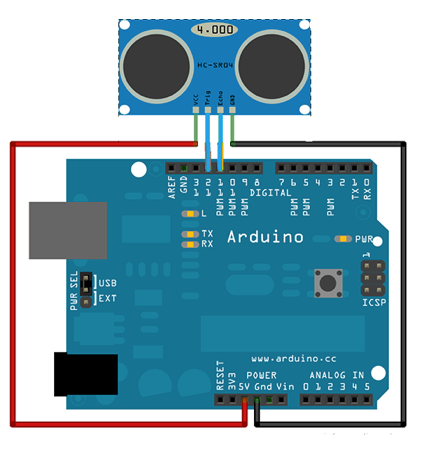 4.000
HC-SR04
VCC
Trig
Echo
GND
AREF
GND
13
12
PWM 11
PWM 10
PWM 9
8
7
PWM 6
PWM 5
4
PWM 3
2
TX 1
RX 0
DIGITAL
L
TX
RX
Arduino
PWR
1
PWR SEL
USB
EXT
ICSP
www.arduino.cc
POWER
ANALOG IN
RESET
3V3
5V Gnd Vin
0 1 2 3 4 5